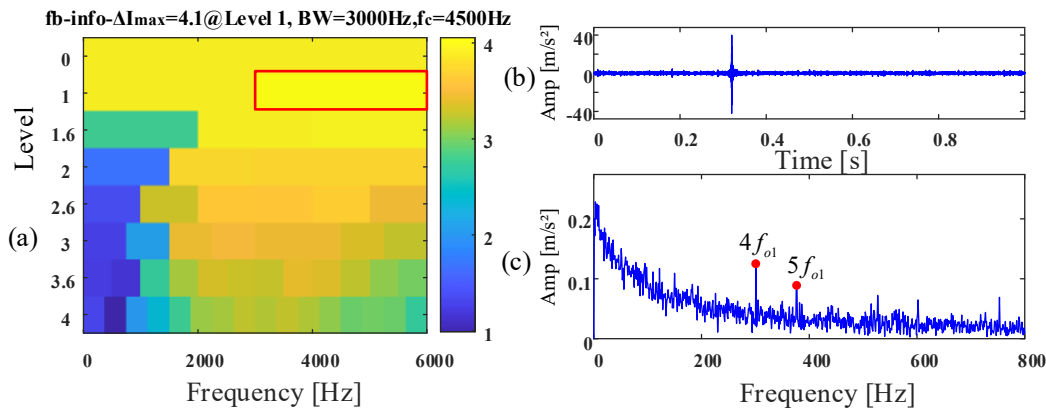 fb-info-ΔImax=4.1@Level 1, BW=3000Hz,fc=4500Hz
(a)
Level
0
1
1.6
2
2.6
3
3.6
4
0
2000
4000
6000
Frequency [Hz]
4
3
2
1
(b)
Amp [m/s²]
40
0
-40
0
0.2
0.4
0.6
0.8
Time [s]
(c)
Amp [m/s²]
0.2
0.1
0
4fo1
5fo1
0
200
400
600
800
Frequency [Hz]